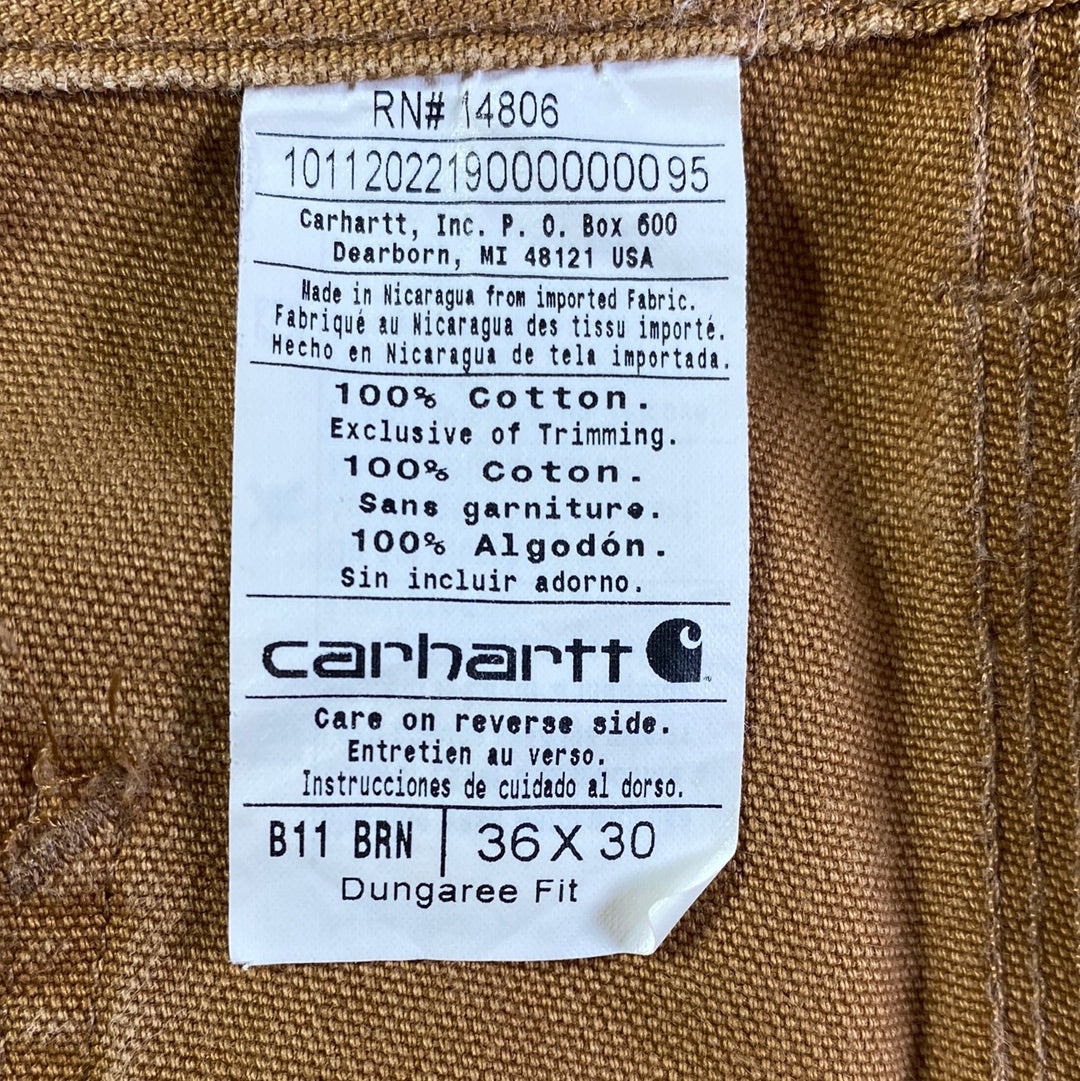 RN# 14806
101120221900000000095
Carhartt, Inc. P. O. Box 600
Dearborn, MI 48121 USA
Made in Nicaragua from imported Fabric.
Fabriqué au Nicaragua des tissu importé.
Hecho en Nicaragua de tela importada.
100% Cotton.
Exclusive of Trimming.
100% Coton.
Sans garniture.
100% Algodón.
Sin incluir adorno.
carhartt
Care on reverse side.
Entretien au verso.
Instrucciones de cuidado al dorso.
B11 BRN 36 X 30
Dungaree Fit